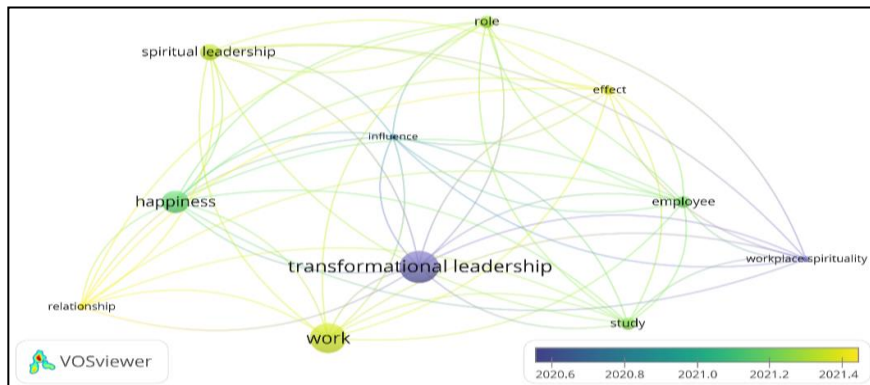 role
spiritual leadership
effect
influence
happiness
employee
workplace spirituality
transformational leadership
relationship
study
work
VOSviewer
2020.6 2020.8 2021.0 2021.2 2021.4